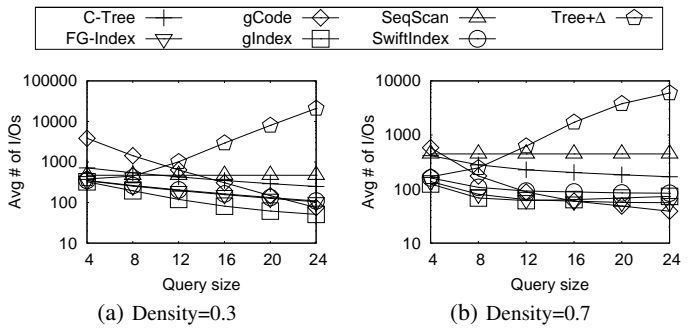 C-Tree gCode SeqScan Tree+Δ
FG-Index gIndex SwiftIndex
Avg # of I/Os
100000
10000
1000
100
10
4 8 12 16 20 24
Query size
(a) Density=0.3
Avg # of I/Os
10000
1000
100
10
4 8 12 16 20 24
Query size
(b) Density=0.7